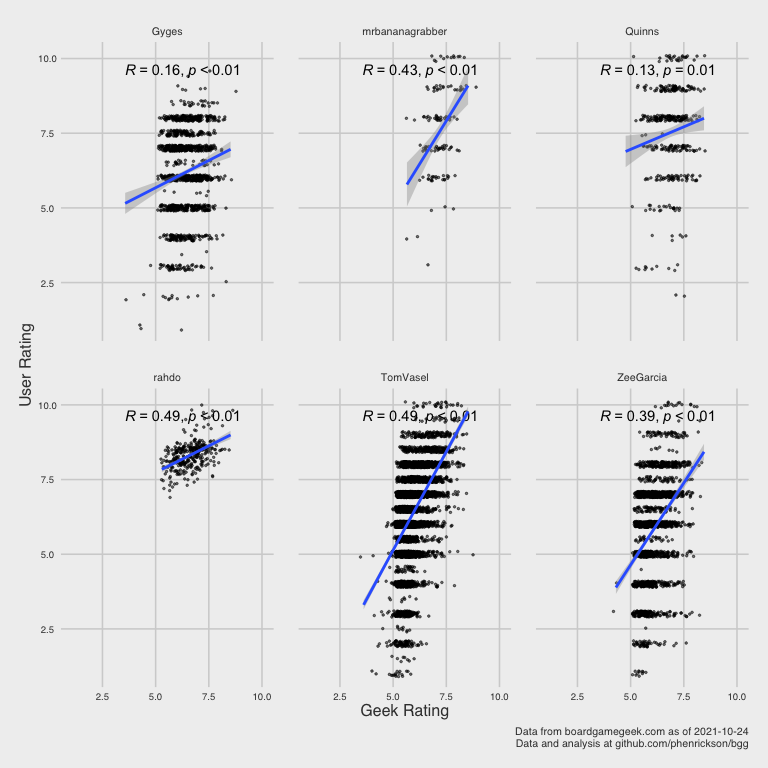 Gyges
mrbananagrabber
Quinns
10.0
7.5
5.0
2.5
R = 0.16, p < 0.01
R = 0.43, p < 0.01
R = 0.13, p = 0.01
User Rating
rahdo
TomVasel
ZeeGarcia
10.0
7.5
5.0
2.5
R = 0.49, p < 0.01
R = 0.49, p < 0.01
R = 0.39, p < 0.01
2.5 5.0 7.5 10.0
2.5 5.0 7.5 10.0
2.5 5.0 7.5 10.0
Geek Rating
Data from boardgamegeek.com as of 2021-10-24
Data and analysis at github.com/phenrickson/bgg